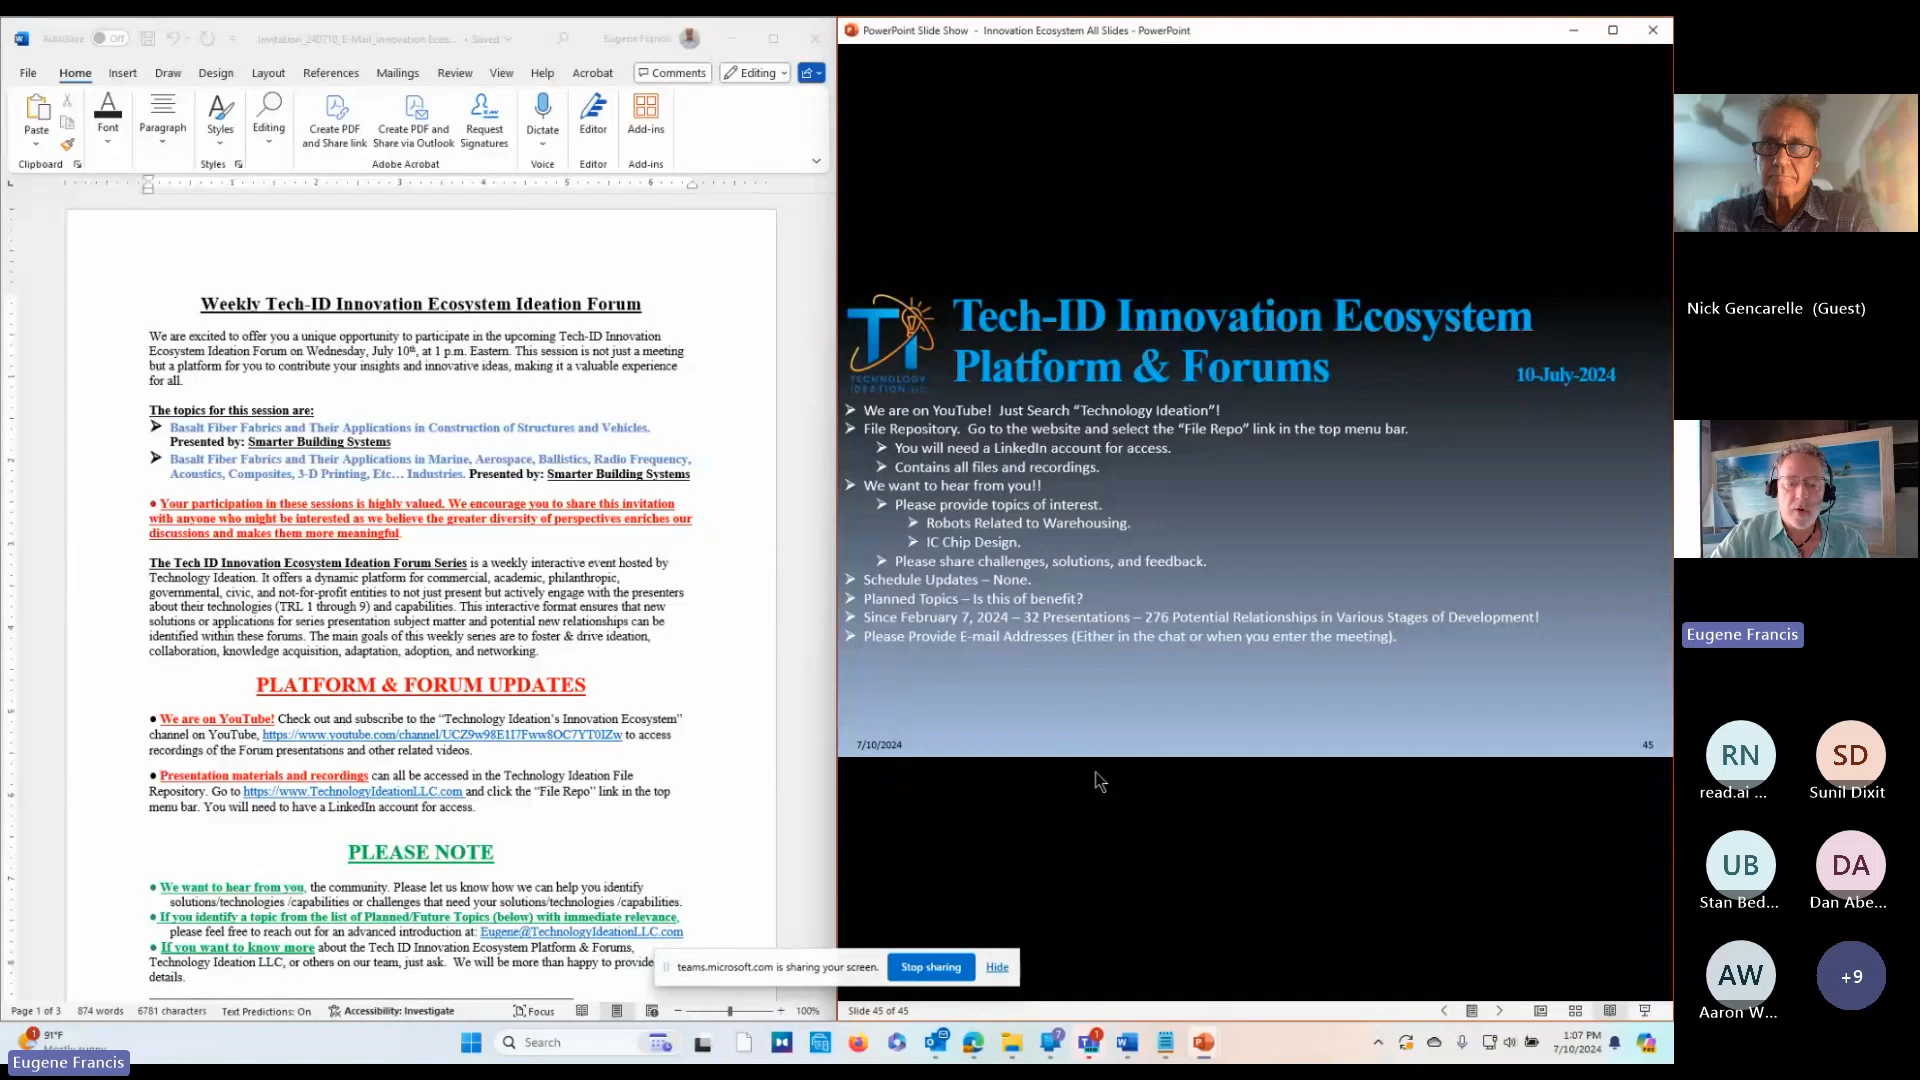 AutoSave Off
Invitation_240710_E-Mail_Innovation Ecos... • Saved
Eugene Francis
File Home Insert Draw Design Layout References Mailings Review View Help Acrobat Comments Editing
Paste Font Paragraph Styles Editing Create PDF and Share link Create PDF and Share via Outlook Request Signatures Dictate Editor Add-ins
Clipboard Styles Adobe Acrobat Voice Editor Add-ins
1 2 3 4 5 6
Weekly Tech-ID Innovation Ecosystem Ideation Forum
We are excited to offer you a unique opportunity to participate in the upcoming Tech-ID Innovation
Ecosystem Ideation Forum on Wednesday, July 10th, at 1 p.m. Eastern. This session is not just a meeting
but a platform for you to contribute your insights and innovative ideas, making it a valuable experience
for all.
The topics for this session are:
➢ Basalt Fiber Fabrics and Their Applications in Construction of Structures and Vehicles.
Presented by: Smarter Building Systems
➢ Basalt Fiber Fabrics and Their Applications in Marine, Aerospace, Ballistics, Radio Frequency,
Acoustics, Composites, 3-D Printing, Etc… Industries. Presented by: Smarter Building Systems
● Your participation in these sessions is highly valued. We encourage you to share this invitation
with anyone who might be interested as we believe the greater diversity of perspectives enriches our
discussions and makes them more meaningful.
The Tech ID Innovation Ecosystem Ideation Forum Series is a weekly interactive event hosted by
Technology Ideation. It offers a dynamic platform for commercial, academic, philanthropic,
governmental, civic, and not-for-profit entities to not just present but actively engage with the presenters
about their technologies (TRL 1 through 9) and capabilities. This interactive format ensures that new
solutions or applications for series presentation subject matter and potential new relationships can be
identified within these forums. The main goals of this weekly series are to foster & drive ideation,
collaboration, knowledge acquisition, adaptation, adoption, and networking.
PLATFORM & FORUM UPDATES
● We are on YouTube! Check out and subscribe to the “Technology Ideation’s Innovation Ecosystem”
channel on YouTube, https://www.youtube.com/channel/UCZ9w98E1I7Fww8OC7YT0IZw to access
recordings of the Forum presentations and other related videos.
● Presentation materials and recordings can all be accessed in the Technology Ideation File
Repository. Go to https://www.TechnologyIdeationLLC.com and click the “File Repo” link in the top
menu bar. You will need to have a LinkedIn account for access.
PLEASE NOTE
● We want to hear from you, the community. Please let us know how we can help you identify
solutions/technologies /capabilities or challenges that need your solutions/technologies /capabilities.
● If you identify a topic from the list of Planned/Future Topics (below) with immediate relevance,
please feel free to reach out for an advanced introduction at: Eugene@TechnologyIdeationLLC.com
● If you want to know more about the Tech ID Innovation Ecosystem Platform & Forums,
Technology Ideation LLC, or others on our team, just ask. We will be more than happy to provide
details.
Page 1 of 3 874 words 6781 characters Text Predictions: On Accessibility: Investigate Focus 100%
PowerPoint Slide Show - Innovation Ecosystem All Slides - PowerPoint
TI
TECHNOLOGY
IDEATION LLC
Tech-ID Innovation Ecosystem
Platform & Forums 10-July-2024
➢ We are on YouTube! Just Search “Technology Ideation”!
➢ File Repository. Go to the website and select the “File Repo” link in the top menu bar.
➢ You will need a LinkedIn account for access.
➢ Contains all files and recordings.
➢ We want to hear from you!!
➢ Please provide topics of interest.
➢ Robots Related to Warehousing.
➢ IC Chip Design.
➢ Please share challenges, solutions, and feedback.
➢ Schedule Updates – None.
➢ Planned Topics – Is this of benefit?
➢ Since February 7, 2024 – 32 Presentations – 276 Potential Relationships in Various Stages of Development!
➢ Please Provide E-mail Addresses (Either in the chat or when you enter the meeting).
7/10/2024 45
teams.microsoft.com is sharing your screen. Stop sharing Hide
Slide 45 of 45
91°F
Mostly sunny
Search
1:07 PM
7/10/2024
Eugene Francis
Nick Gencarelle (Guest)
Eugene Francis
RN SD
read.ai ... Sunil Dixit
UB DA
Stan Bed... Dan Abe...
AW +9
Aaron W...